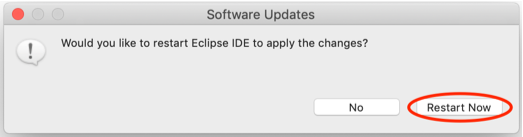 Software Updates
Would you like to restart Eclipse IDE to apply the changes?
No
Restart Now